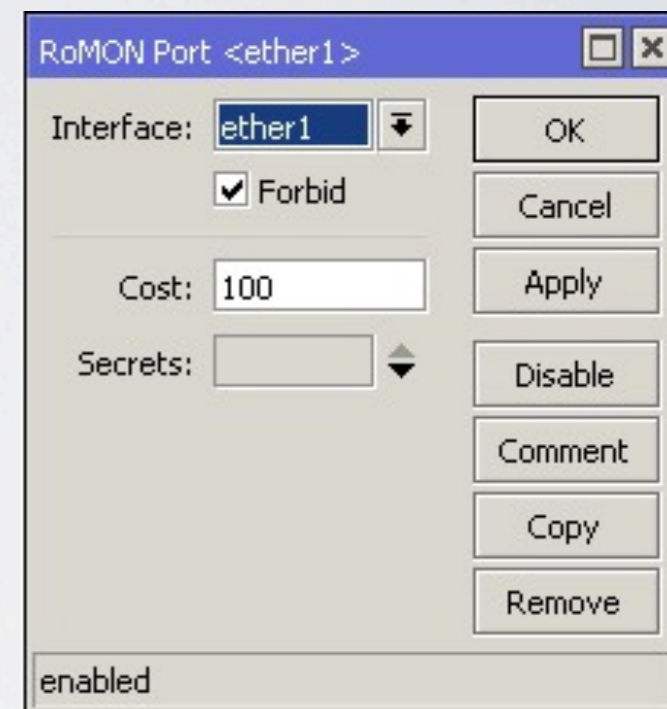 RoMON Port <ether1>
Interface: ether1
Forbid
Cost: 100
Secrets:
OK
Cancel
Apply
Disable
Comment
Copy
Remove
enabled